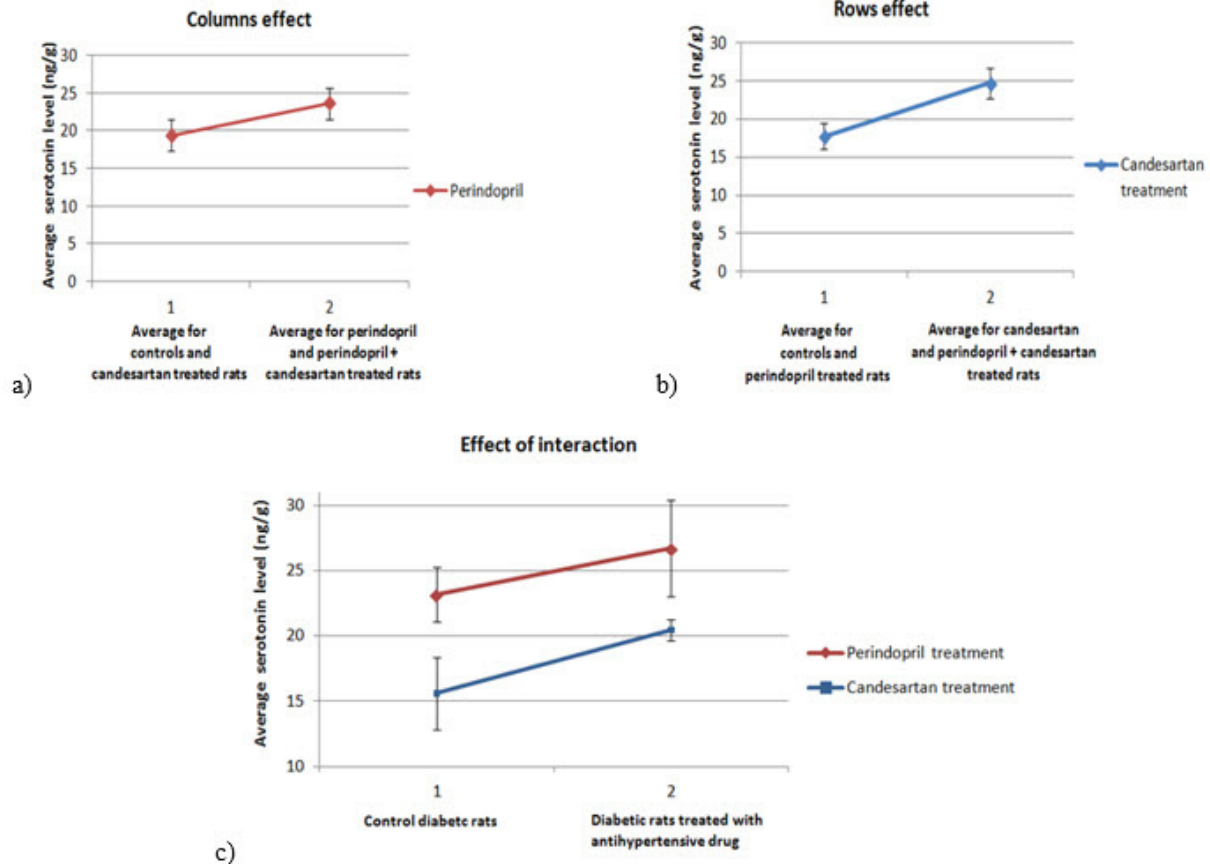 Columns effect
Average serotonin level (ng/g)
30
25
20
15
10
5
0
1
2
Average for
controls and
candesartan treated rats
Average for perindopril
and perindopril +
candesartan treated rats
Perindopril
a)
Rows effect
Average serotonin level (ng/g)
30
25
20
15
10
5
0
1
2
Average for
controls and
perindopril treated rats
Average for candesartan
and perindopril + candesartan
treated rats
Candesartan
treatment
b)
Effect of interaction
Average serotonin level (ng/g)
30
25
20
15
10
1
2
Control diabetc rats
Diabetic rats treated with
antihypertensive drug
Perindopril treatment
Candesartan treatment
c)